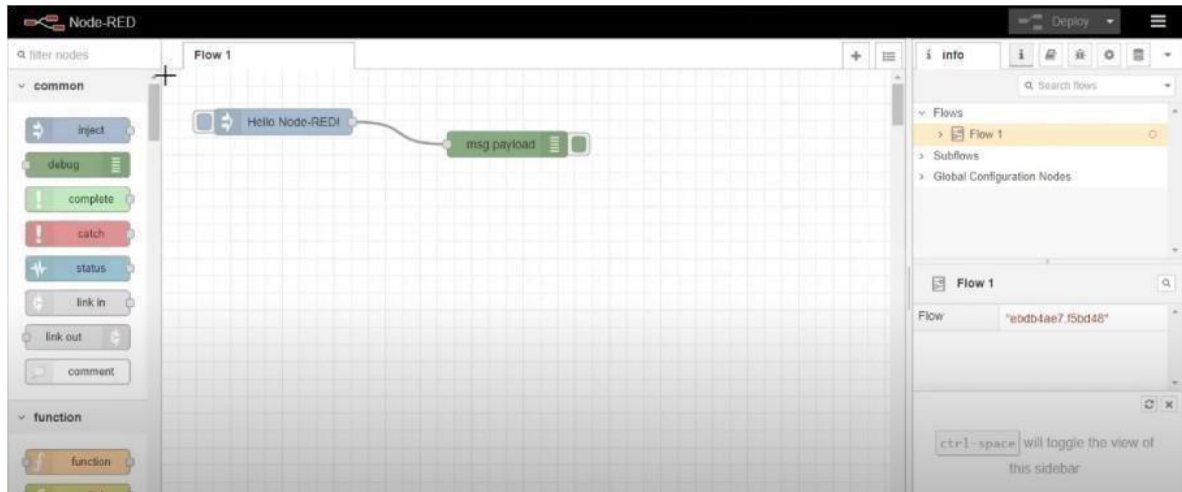 Node-RED
Deploy
filter nodes
Flow 1
info
i
Search flows
common
inject
debug
complete
catch
status
link in
link out
comment
function
function
Hello Node-RED!
msg payload
Flows
Flow 1
Subflows
Global Configuration Nodes
Flow 1
Flow "ebdb4ae7.f5bd48"
ctrl-space will toggle the view of
this sidebar